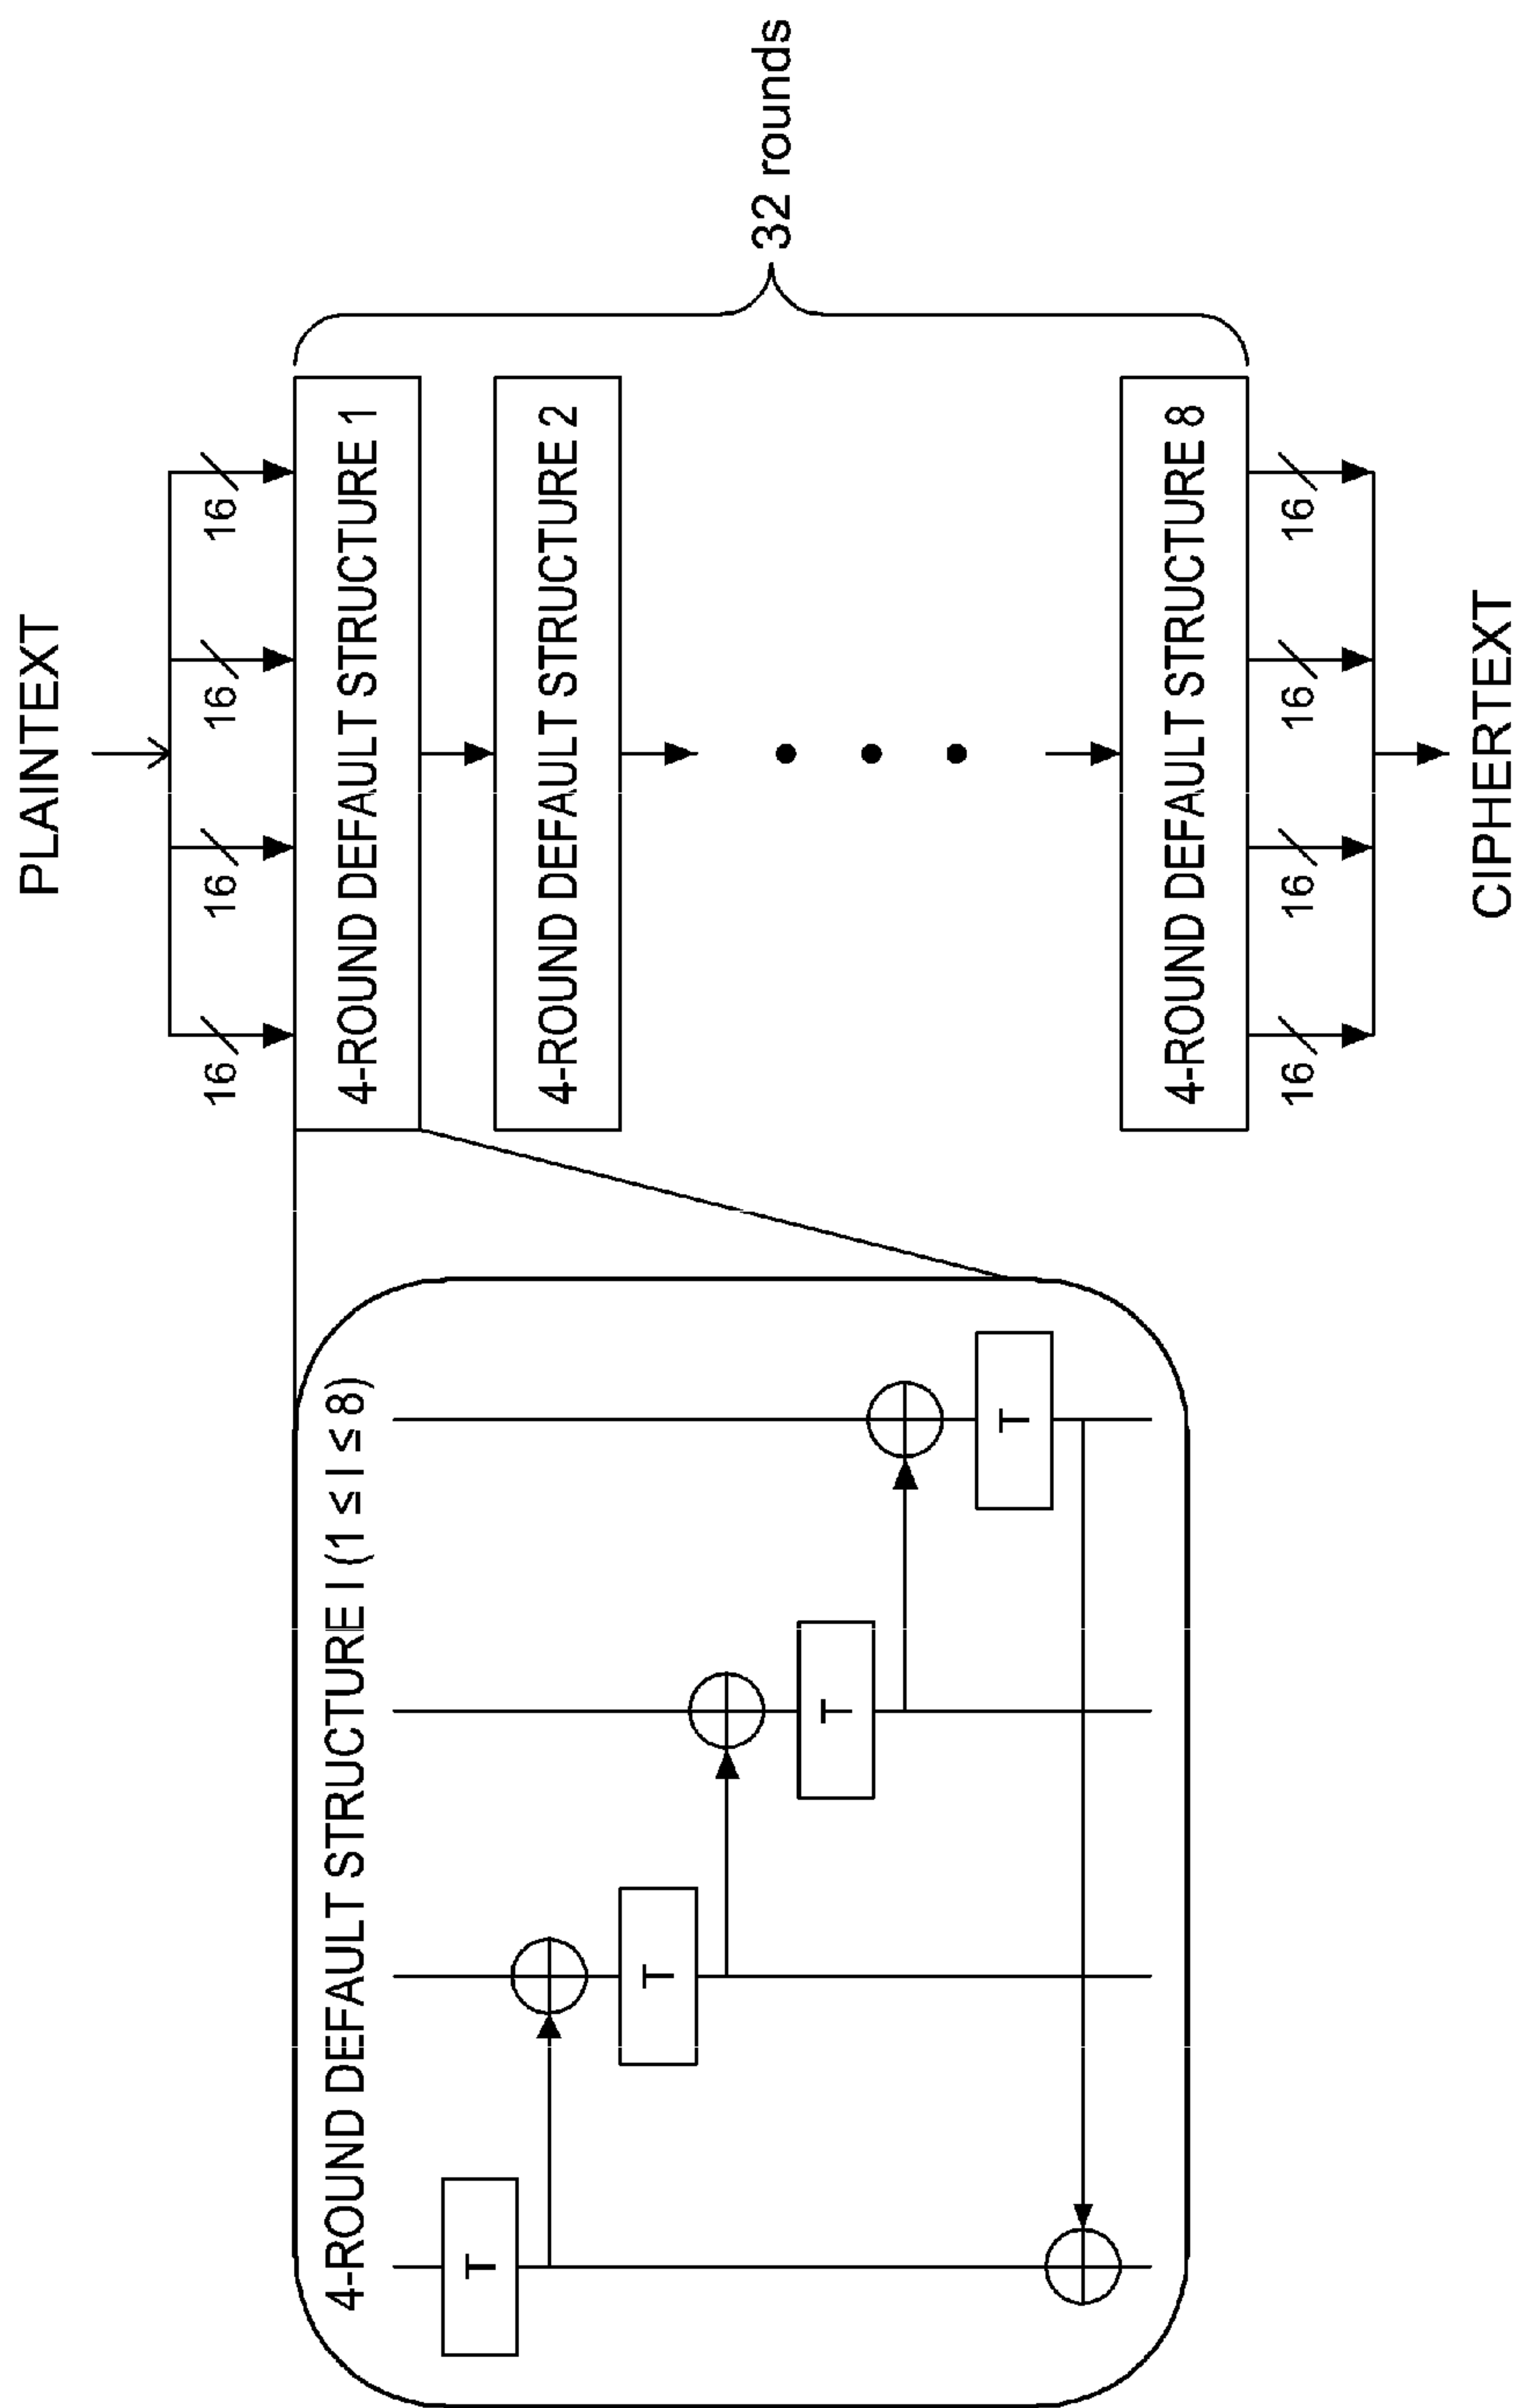 PLAINTEXT
16
16
16
16
4-ROUND DEFAULT STRUCTURE 1
4-ROUND DEFAULT STRUCTURE 2
4-ROUND DEFAULT STRUCTURE 8
16
16
16
16
CIPHERTEXT
32 rounds
4-ROUND DEFAULT STRUCTURE I (1 ≤ I ≤ 8)
T
T
T
T